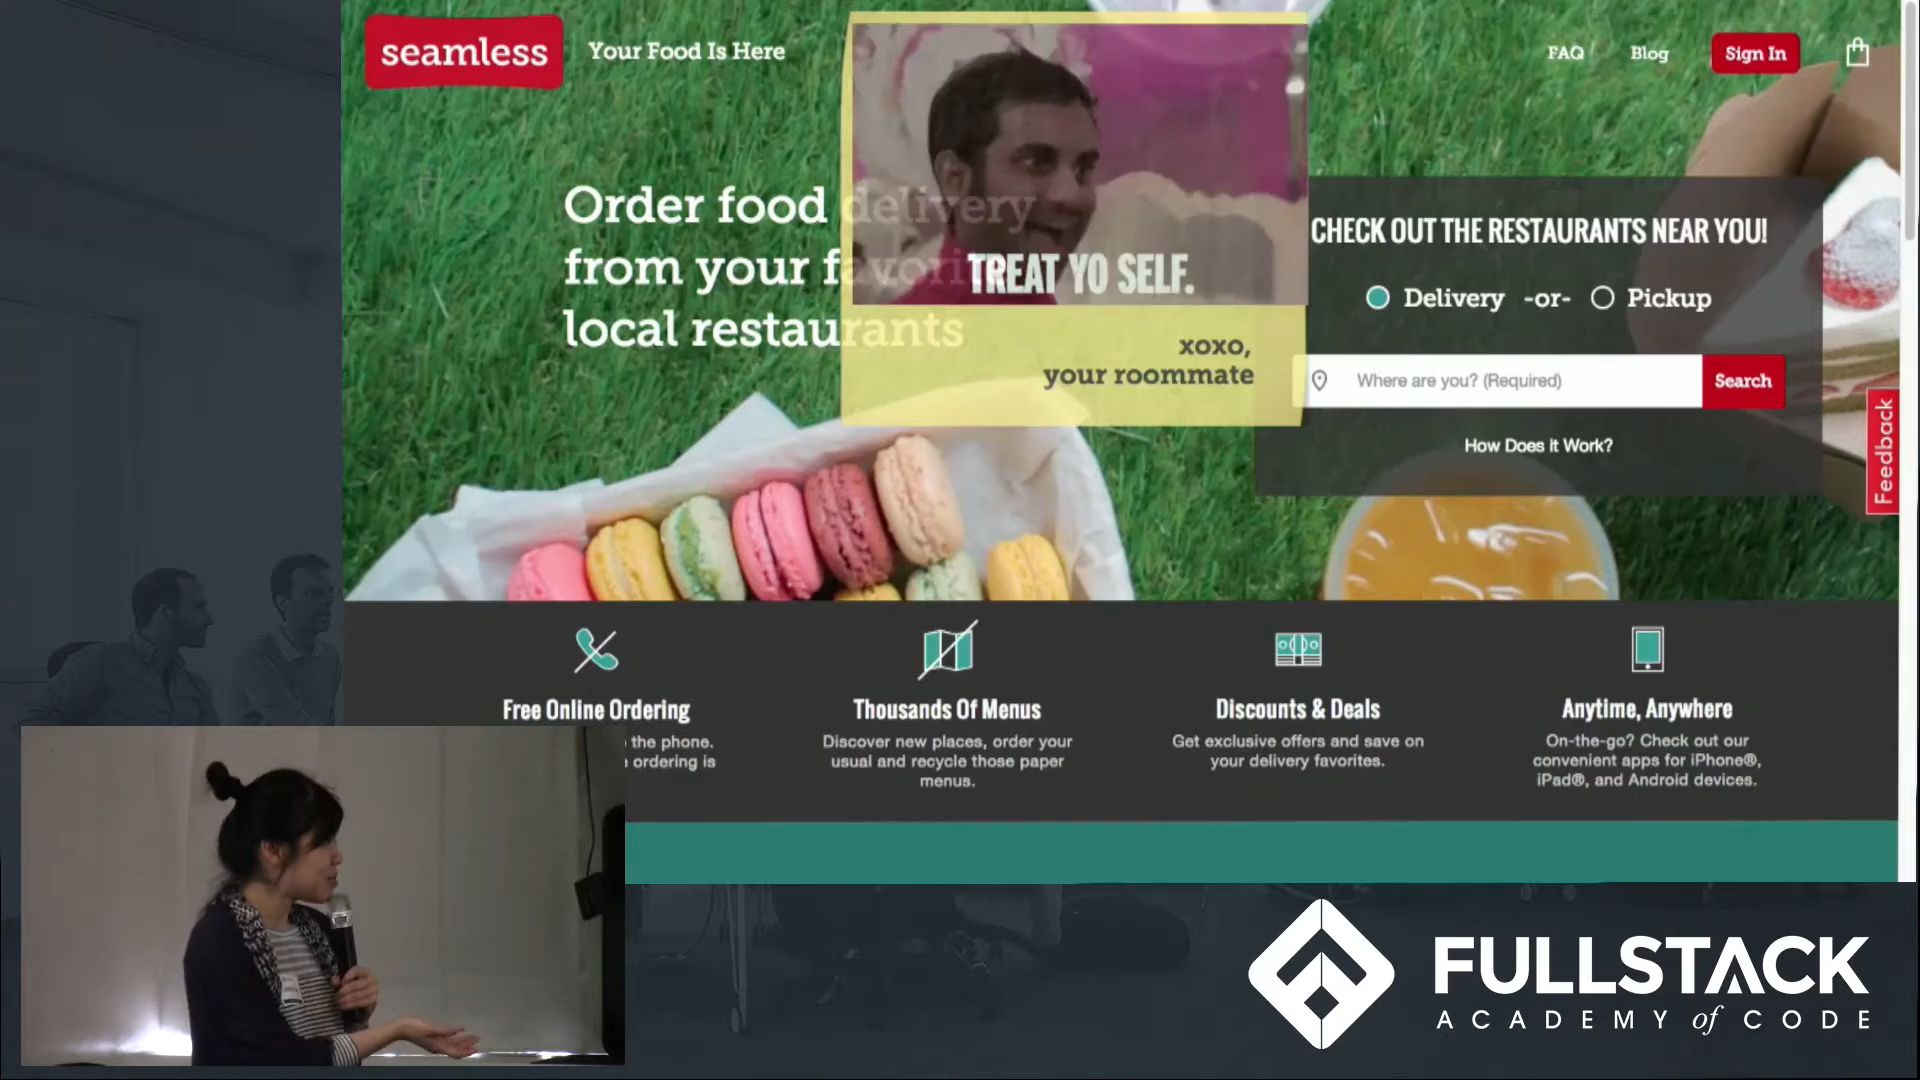 seamless
Your Food Is Here
FAQ
Blog
Sign In
Order food delivery
from your favorite
local restaurants
TREAT YO SELF.
xoxo,
your roommate
CHECK OUT THE RESTAURANTS NEAR YOU!
Delivery -or- Pickup
Where are you? (Required)
Search
How Does it Work?
Feedback
Free Online Ordering
the phone.
ordering is
Thousands Of Menus
Discover new places, order your
usual and recycle those paper
menus.
Discounts & Deals
Get exclusive offers and save on
your delivery favorites.
Anytime, Anywhere
On-the-go? Check out our
convenient apps for iPhone®,
iPad®, and Android devices.
FULLSTACK
ACADEMY of CODE